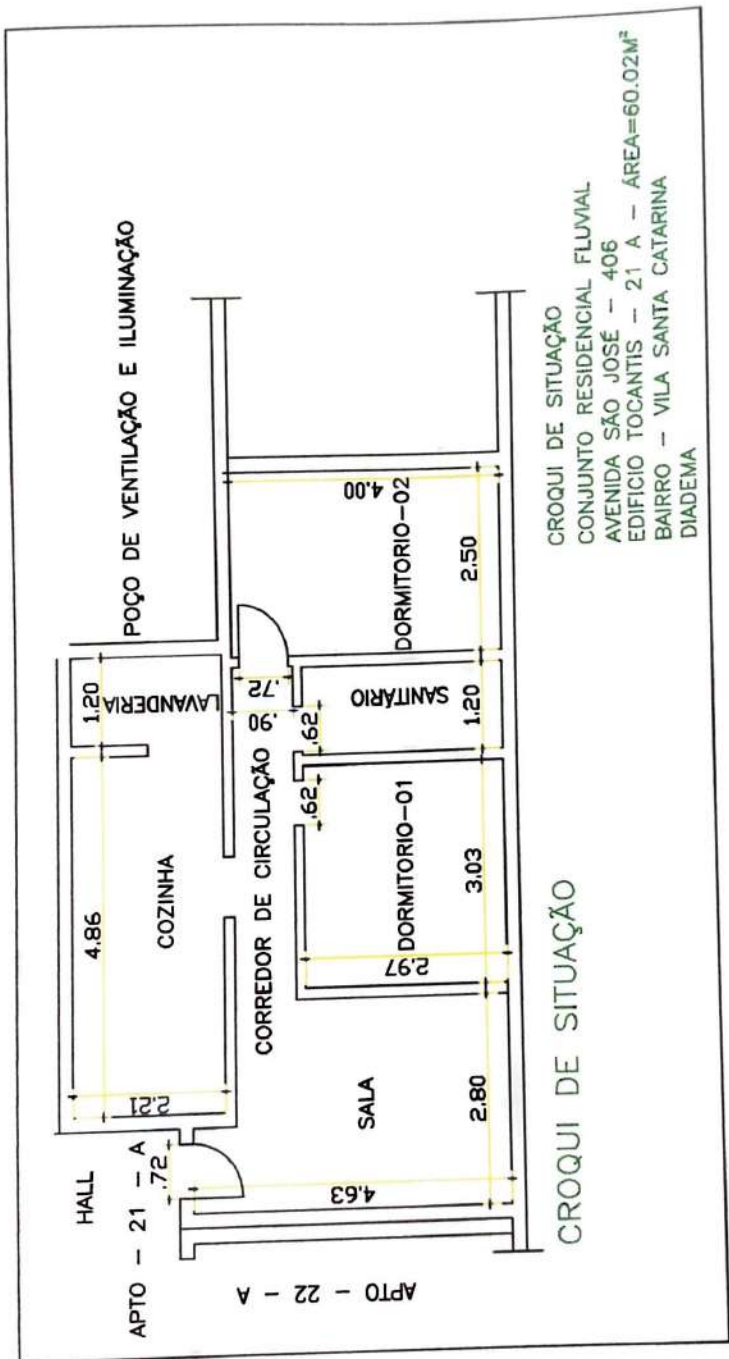 HALL
APTO - 21 - A
.72
2.21
4.86
1.20
COZINHA
LAVANDERIA
POÇO DE VENTILAÇÃO E ILUMINAÇÃO
CORREDOR DE CIRCULAÇÃO
.90
.72
.62
.62
SALA
4.63
2.80
DORMITORIO-01
2.97
3.03
SANITÁRIO
1.20
DORMITORIO-02
4.00
2.50
APTO - 22 - A
CROQUI DE SITUAÇÃO
CROQUI DE SITUAÇÃO
CONJUNTO RESIDENCIAL FLUVIAL
AVENIDA SÃO JOSÉ - 406
EDIFICIO TOCANTIS - 21 A - ÁREA=60.02M²
BAIRRO - VILA SANTA CATARINA
DIADEMA